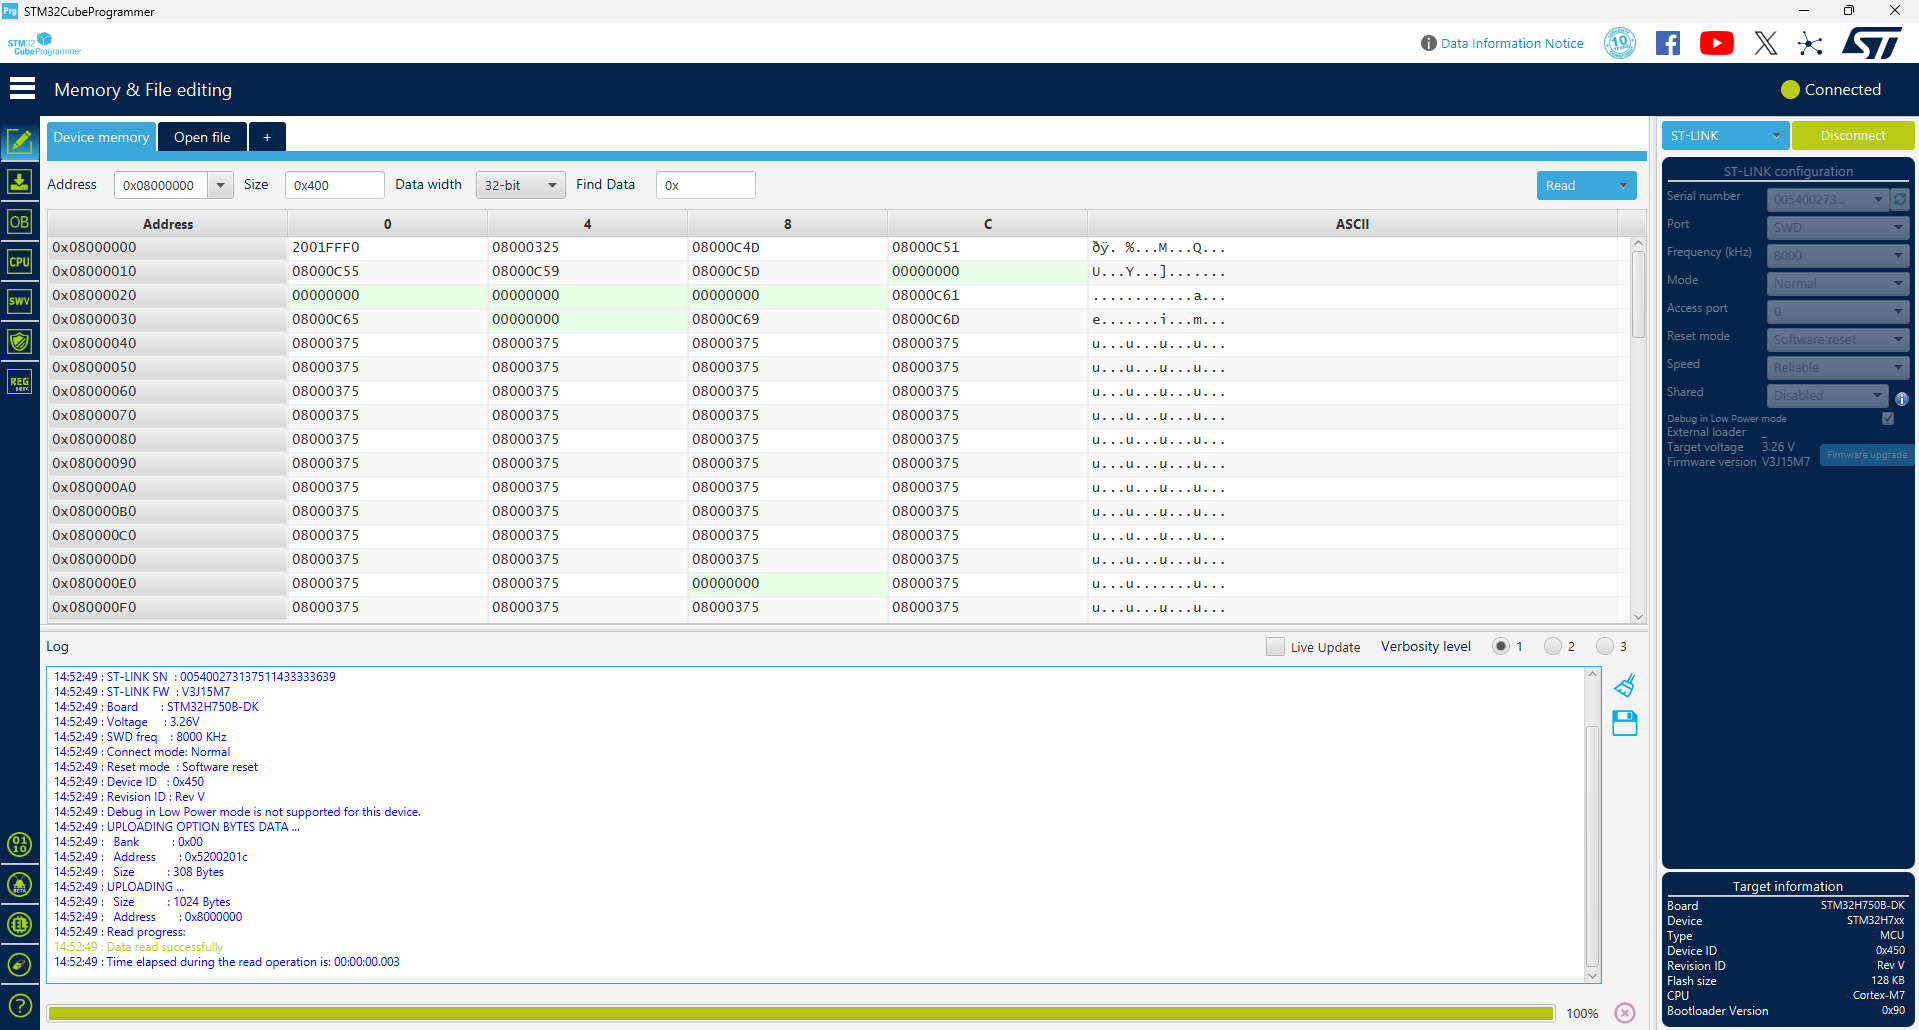 STM32CubeProgrammer
STM32
CubeProgrammer
Data Information Notice
Memory & File editing
Connected
Device memory Open file +
ST-LINK Disconnect
Address 0x08000000 Size 0x400 Data width 32-bit Find Data 0x Read
Address 0 4 8 C ASCII
0x08000000 2001FFF0 08000325 08000C4D 08000C51 ðÿ. %...M...Q...
0x08000010 08000C55 08000C59 08000C5D 00000000 U...Y...].......
0x08000020 00000000 00000000 00000000 08000C61 ............a...
0x08000030 08000C65 00000000 08000C69 08000C6D e.......i...m...
0x08000040 08000375 08000375 08000375 08000375 u...u...u...u...
0x08000050 08000375 08000375 08000375 08000375 u...u...u...u...
0x08000060 08000375 08000375 08000375 08000375 u...u...u...u...
0x08000070 08000375 08000375 08000375 08000375 u...u...u...u...
0x08000080 08000375 08000375 08000375 08000375 u...u...u...u...
0x08000090 08000375 08000375 08000375 08000375 u...u...u...u...
0x080000A0 08000375 08000375 08000375 08000375 u...u...u...u...
0x080000B0 08000375 08000375 08000375 08000375 u...u...u...u...
0x080000C0 08000375 08000375 08000375 08000375 u...u...u...u...
0x080000D0 08000375 08000375 08000375 08000375 u...u...u...u...
0x080000E0 08000375 08000375 00000000 08000375 u...u.......u...
0x080000F0 08000375 08000375 08000375 08000375 u...u...u...u...
OB
CPU
SWV
REG
Log Live Update Verbosity level 1 2 3
14:52:49 : ST-LINK SN : 005400273137511433333639
14:52:49 : ST-LINK FW : V3J15M7
14:52:49 : Board : STM32H750B-DK
14:52:49 : Voltage : 3.26V
14:52:49 : SWD freq : 8000 KHz
14:52:49 : Connect mode: Normal
14:52:49 : Reset mode : Software reset
14:52:49 : Device ID : 0x450
14:52:49 : Revision ID : Rev V
14:52:49 : Debug in Low Power mode is not supported for this device.
14:52:49 : UPLOADING OPTION BYTES DATA ...
14:52:49 : Bank : 0x00
14:52:49 : Address : 0x5200201c
14:52:49 : Size : 308 Bytes
14:52:49 : UPLOADING ...
14:52:49 : Size : 1024 Bytes
14:52:49 : Address : 0x8000000
14:52:49 : Read progress:
14:52:49 : Data read successfully
14:52:49 : Time elapsed during the read operation is: 00:00:00.003
100%
ST-LINK configuration
Serial number 005400273...
Port SWD
Frequency (kHz) 8000
Mode Normal
Access port 0
Reset mode Software reset
Speed Reliable
Shared Disabled
Debug in Low Power mode
External loader _
Target voltage 3.26 V
Firmware version V3J15M7 Firmware upgrade
Target information
Board STM32H750B-DK
Device STM32H7xx
Type MCU
Device ID 0x450
Revision ID Rev V
Flash size 128 KB
CPU Cortex-M7
Bootloader Version 0x90